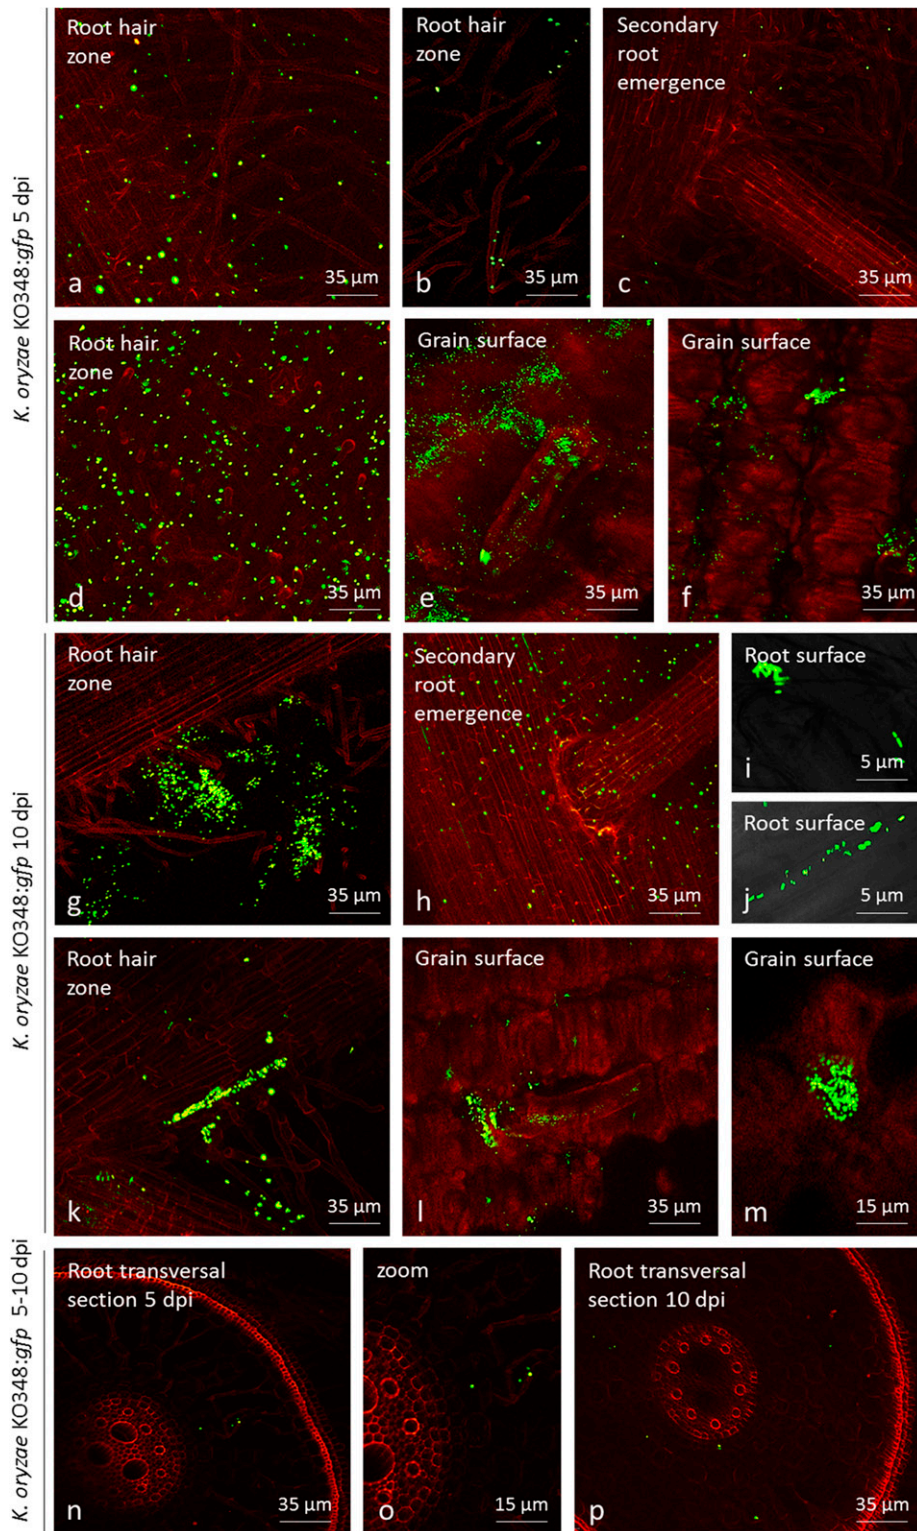 K. oryzae KO348:gfp 5 dpi
Root hair
zone
a
35 µm
Root hair
zone
b
35 µm
Secondary
root
emergence
c
35 µm
Root hair
zone
d
35 µm
Grain surface
e
35 µm
Grain surface
f
35 µm
K. oryzae KO348:gfp 10 dpi
Root hair
zone
g
35 µm
Secondary
root
emergence
h
35 µm
Root surface
i
5 µm
Root surface
j
5 µm
Root hair
zone
k
35 µm
Grain surface
l
35 µm
Grain surface
m
15 µm
K. oryzae KO348:gfp 5-10 dpi
Root transversal
section 5 dpi
n
35 µm
zoom
o
15 µm
Root transversal
section 10 dpi
p
35 µm